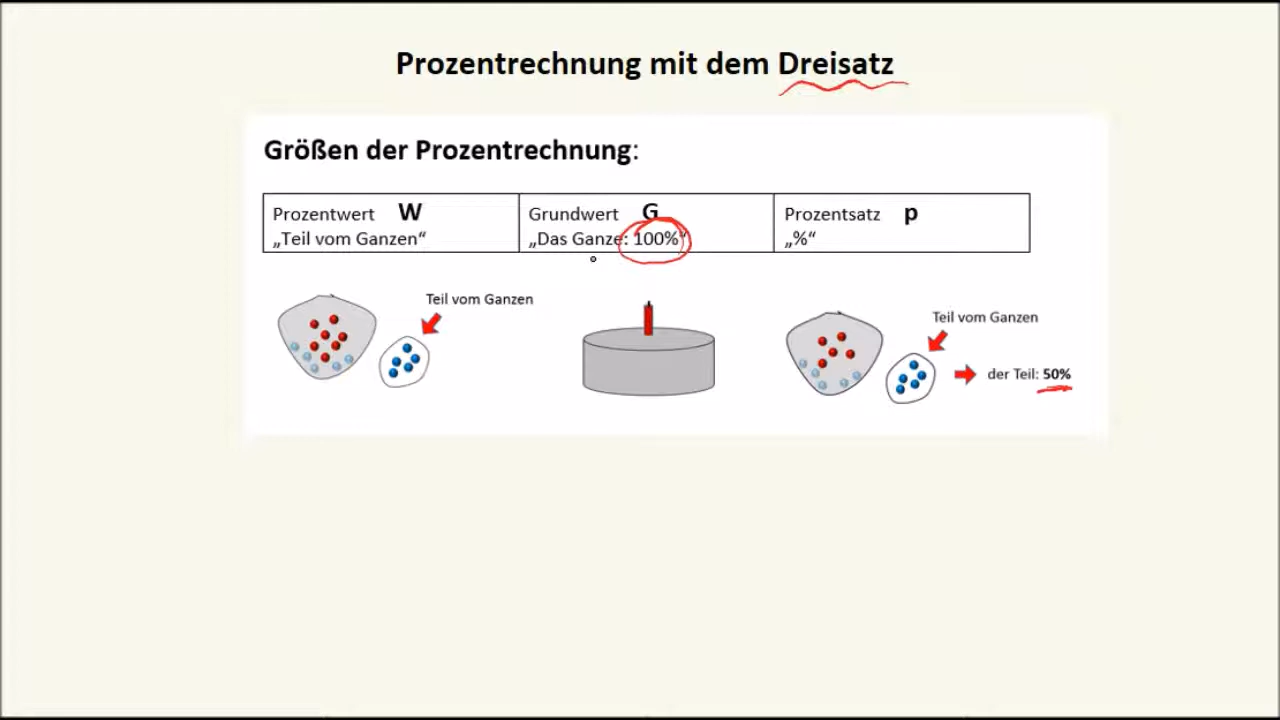 Prozentrechnung mit dem Dreisatz
Größen der Prozentrechnung:
Prozentwert W
„Teil vom Ganzen“
Grundwert G
„Das Ganze: 100%“
Prozentsatz p
„%“
Teil vom Ganzen
Teil vom Ganzen
der Teil: 50%